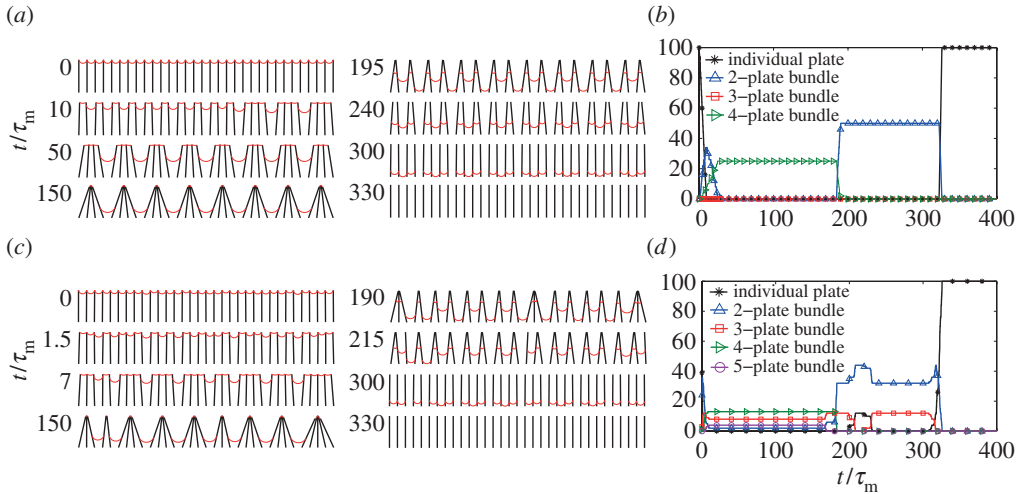 (a)
t/τm
0
10
50
150
195
240
300
330
(b)
100
80
60
40
20
0
individual plate
2–plate bundle
3–plate bundle
4–plate bundle
0 100 200 300 400
(c)
t/τm
0
1.5
7
150
190
215
300
330
(d)
100
80
60
40
20
0
individual plate
2–plate bundle
3–plate bundle
4–plate bundle
5–plate bundle
0 100 200 300 400
t/τm